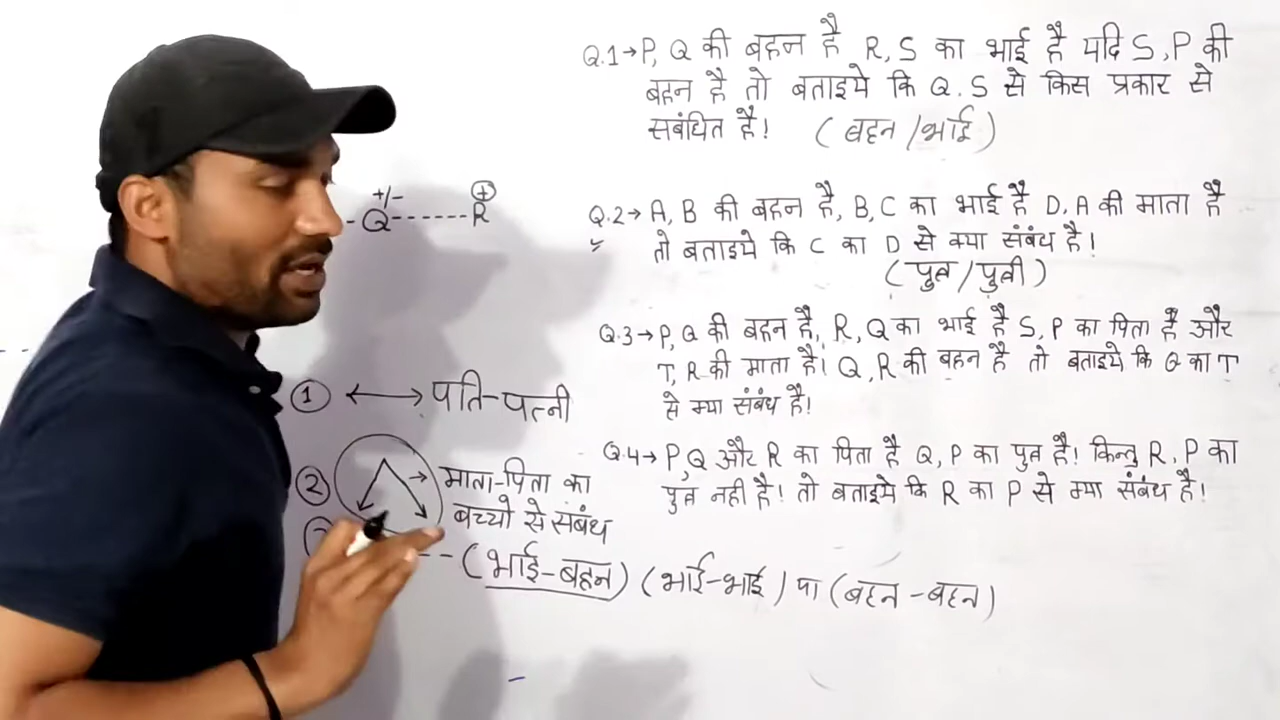 Q.1→P, Q की बहन है R, S का भाई है यदि S, P की
बहन है तो बताइये कि Q. S से किस प्रकार से
सबंधित है! (बहन/भाई)
+/- +
--Q------R
Q.2→ A, B की बहन है, B, C का भाई है D, A की माता है
तो बताइये कि C का D से क्या संबंध है!
(पुत्र/पुत्री)
Q.3→P, Q की बहन है, R, Q का भाई है S, P का पिता है और
T, R की माता है। Q, R की बहन है तो बताइये कि Q का T
से क्या संबंध है!
① ⟷ पति-पत्नी
Q.4→ P, Q और R का पिता है Q, P का पुत्र है! किन्तु R, P का
पुत्र नही है! तो बताइये कि R का P से क्या संबंध है!
② → माता-पिता का
बच्चो से संबंध
-- (भाई-बहन) (भाई-भाई) या (बहन-बहन)